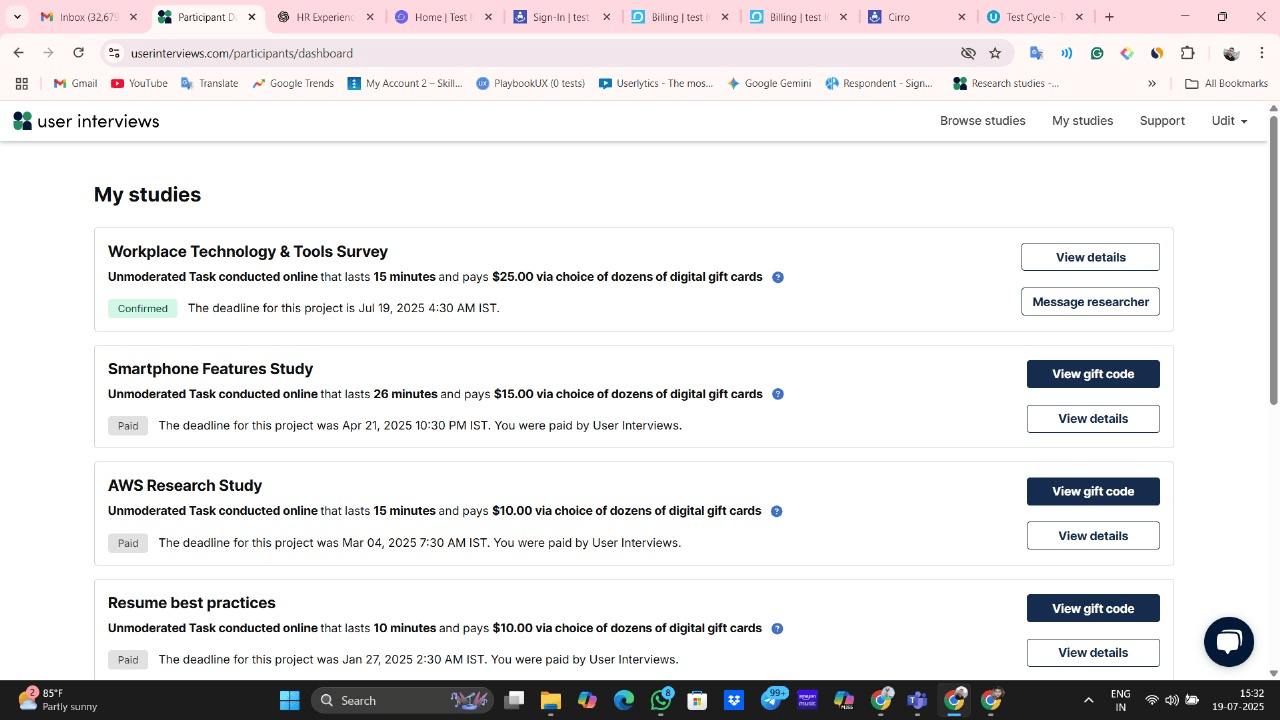 Inbox (32,679
Participant Da
HR Experienc
Home | Test I
Sign-In | test
Billing | test I
Billing | test I
Cirro
Test Cycle - T
userinterviews.com/participants/dashboard
Gmail
YouTube
Translate
Google Trends
My Account 2 – Skill...
PlaybookUX (0 tests)
Userlytics - The mos...
Google Gemini
Respondent - Sign...
Research studies -...
All Bookmarks
user interviews
Browse studies
My studies
Support
Udit
My studies
Workplace Technology & Tools Survey
Unmoderated Task conducted online that lasts 15 minutes and pays $25.00 via choice of dozens of digital gift cards ?
Confirmed The deadline for this project is Jul 19, 2025 4:30 AM IST.
View details
Message researcher
Smartphone Features Study
Unmoderated Task conducted online that lasts 26 minutes and pays $15.00 via choice of dozens of digital gift cards ?
Paid The deadline for this project was Apr 21, 2025 10:30 PM IST. You were paid by User Interviews.
View gift code
View details
AWS Research Study
Unmoderated Task conducted online that lasts 15 minutes and pays $10.00 via choice of dozens of digital gift cards ?
Paid The deadline for this project was Mar 04, 2025 7:30 AM IST. You were paid by User Interviews.
View gift code
View details
Resume best practices
Unmoderated Task conducted online that lasts 10 minutes and pays $10.00 via choice of dozens of digital gift cards ?
Paid The deadline for this project was Jan 27, 2025 2:30 AM IST. You were paid by User Interviews.
View gift code
View details
2
85°F
Partly sunny
Search
8
99+
amazon music
M365
ENG
IN
15:32
19-07-2025